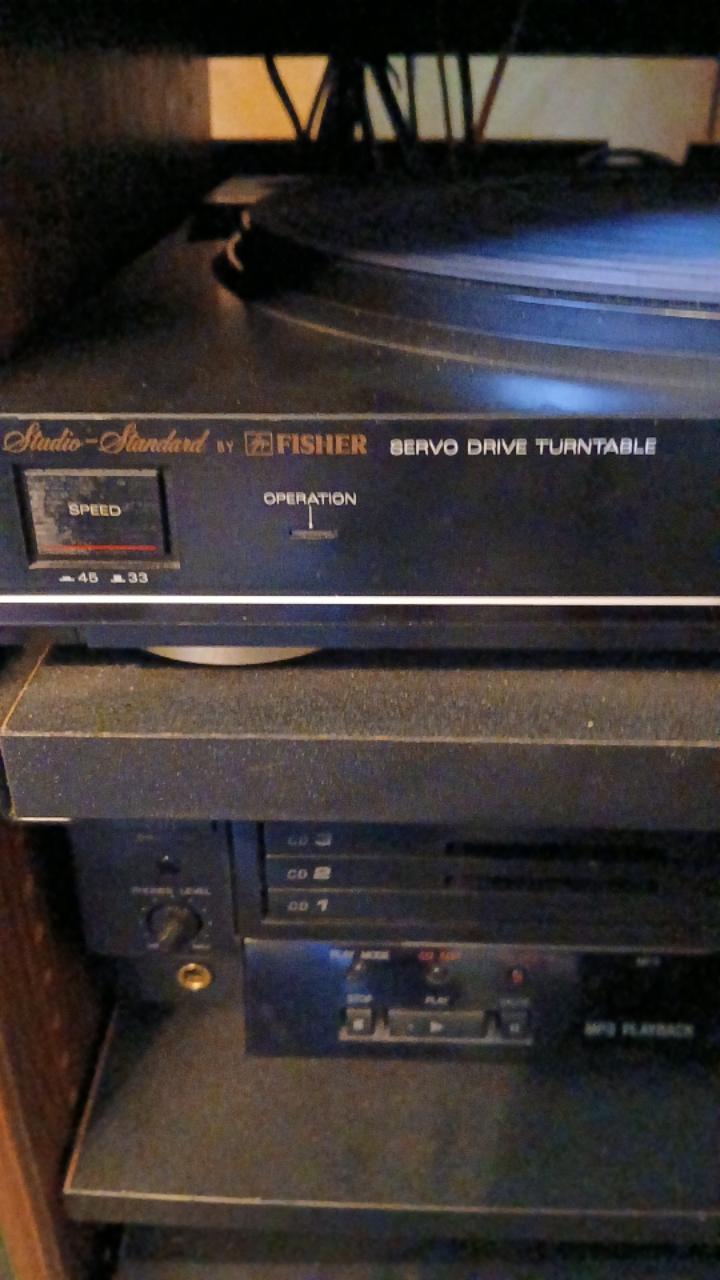 Studio-Standard BY FISHER SERVO DRIVE TURNTABLE
SPEED
OPERATION
45 33
CD 3
CD 2
CD 1
PHONES LEVEL
PLAY MODE
STOP PLAY
MP3 PLAYBACK